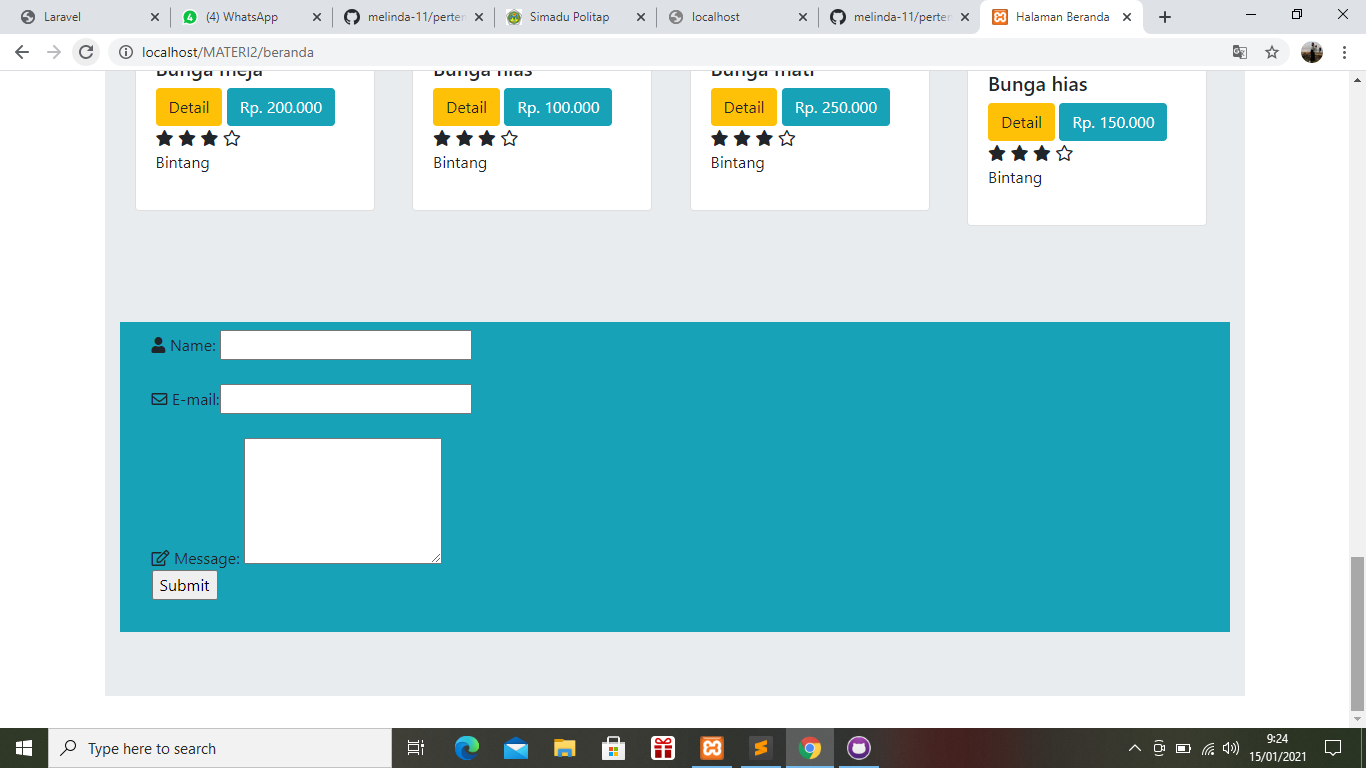 Laravel
(4) WhatsApp
melinda-11/perter
Simadu Politap
localhost
melinda-11/perter
Halaman Beranda
localhost/MATERI2/beranda
Bunga meja
Bunga hias
Bunga mati
Bunga hias
Detail Rp. 200.000
Detail Rp. 100.000
Detail Rp. 250.000
Detail Rp. 150.000
Bintang
Bintang
Bintang
Bintang
Name:
E-mail:
Message:
Submit
Type here to search
9:24
15/01/2021